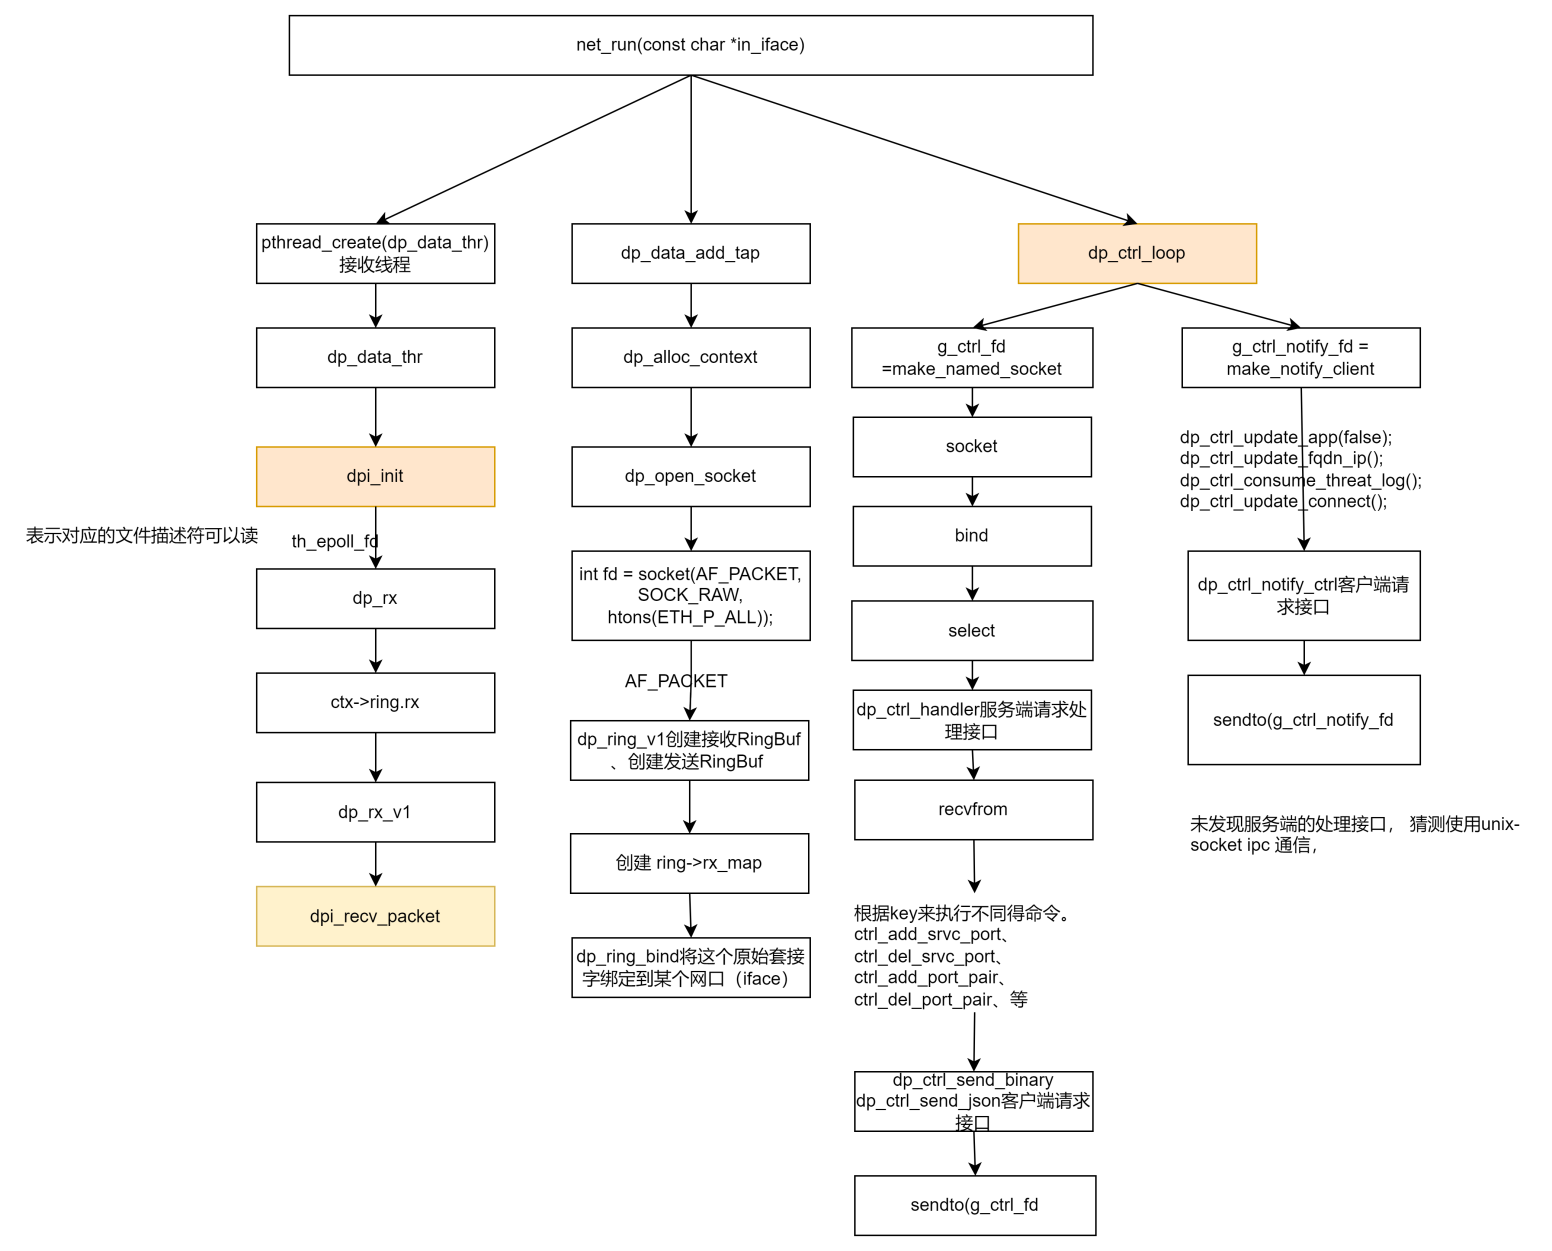 net_run(const char *in_iface)
pthread_create(dp_data_thr)
接收线程
dp_data_thr
dpi_init
表示对应的文件描述符可以读
th_epoll_fd
dp_rx
ctx->ring.rx
dp_rx_v1
dpi_recv_packet
dp_data_add_tap
dp_alloc_context
dp_open_socket
int fd = socket(AF_PACKET,
SOCK_RAW,
htons(ETH_P_ALL));
AF_PACKET
dp_ring_v1创建接收RingBuf
、创建发送RingBuf
创建 ring->rx_map
dp_ring_bind将这个原始套接
字绑定到某个网口（iface）
dp_ctrl_loop
g_ctrl_fd
=make_named_socket
socket
bind
select
dp_ctrl_handler服务端请求处
理接口
recvfrom
根据key来执行不同得命令。
ctrl_add_srvc_port、
ctrl_del_srvc_port、
ctrl_add_port_pair、
ctrl_del_port_pair、等
dp_ctrl_send_binary
dp_ctrl_send_json客户端请求
接口
sendto(g_ctrl_fd
g_ctrl_notify_fd =
make_notify_client
dp_ctrl_update_app(false);
dp_ctrl_update_fqdn_ip();
dp_ctrl_consume_threat_log();
dp_ctrl_update_connect();
dp_ctrl_notify_ctrl客户端请
求接口
sendto(g_ctrl_notify_fd
未发现服务端的处理接口， 猜测使用unix-
socket ipc 通信，